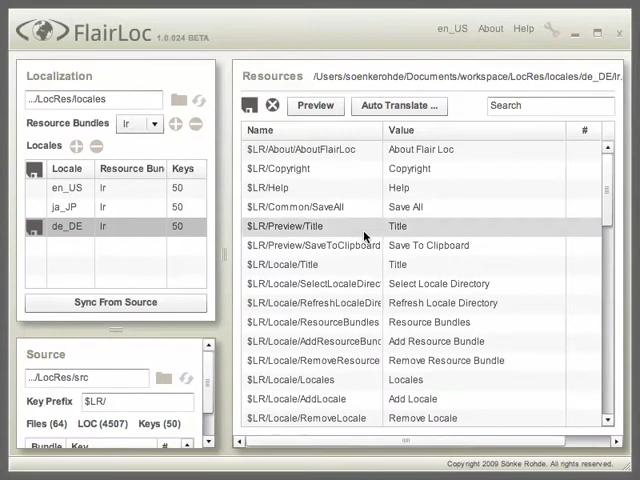 FlairLoc 1.0.024 BETA
en_US About Help
Localization
.../LocRes/locales
Resource Bundles lr
Locales
Locale Resource Bun Keys
en_US lr 50
ja_JP lr 50
de_DE lr 50
Sync From Source
Source
.../LocRes/src
Key Prefix $LR/
Files (64) LOC (4507) Keys (50)
Bundle Key #
Resources /Users/soenkerohde/Documents/workspace/LocRes/locales/de_DE/lr.
Preview Auto Translate ... Search
Name Value #
$LR/About/AboutFlairLoc About Flair Loc
$LR/Copyright Copyright
$LR/Help Help
$LR/Common/SaveAll Save All
$LR/Preview/Title Title
$LR/Preview/SaveToClipboard Save To Clipboard
$LR/Locale/Title Title
$LR/Locale/SelectLocaleDirec Select Locale Directory
$LR/Locale/RefreshLocaleDire Refresh Locale Directory
$LR/Locale/ResourceBundles Resource Bundles
$LR/Locale/AddResourceBunc Add Resource Bundle
$LR/Locale/RemoveResource Remove Resource Bundle
$LR/Locale/Locales Locales
$LR/Locale/AddLocale Add Locale
$LR/Locale/RemoveLocale Remove Locale
Copyright 2009 Sönke Rohde. All rights reserved.